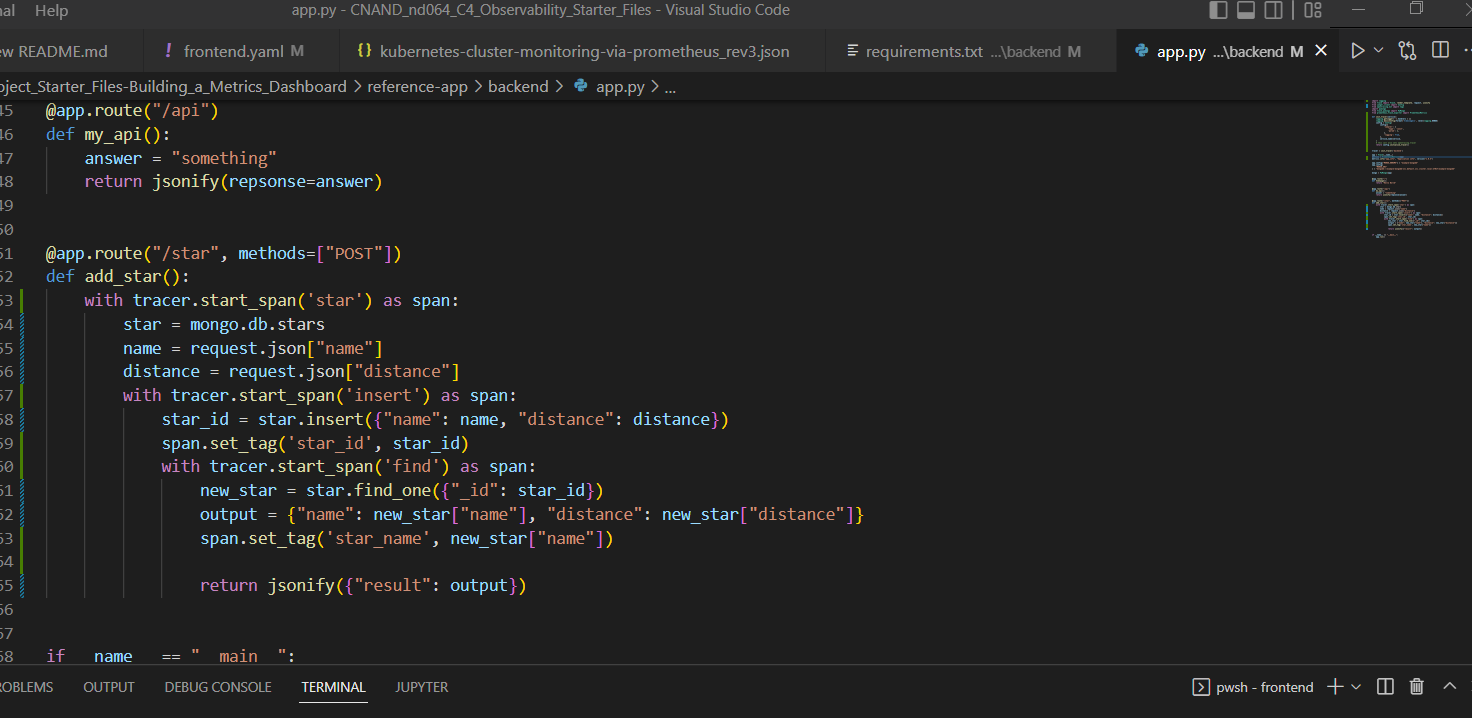 nal Help app.py - CNAND_nd064_C4_Observability_Starter_Files - Visual Studio Code
ew README.md ! frontend.yaml M {} kubernetes-cluster-monitoring-via-prometheus_rev3.json requirements.txt ...\backend M app.py ...\backend M
oject_Starter_Files-Building_a_Metrics_Dashboard > reference-app > backend > app.py > ...
45 @app.route("/api")
46 def my_api():
47 answer = "something"
48 return jsonify(repsonse=answer)
49
50
51 @app.route("/star", methods=["POST"])
52 def add_star():
53 with tracer.start_span('star') as span:
54 star = mongo.db.stars
55 name = request.json["name"]
56 distance = request.json["distance"]
57 with tracer.start_span('insert') as span:
58 star_id = star.insert({"name": name, "distance": distance})
59 span.set_tag('star_id', star_id)
60 with tracer.start_span('find') as span:
61 new_star = star.find_one({"_id": star_id})
62 output = {"name": new_star["name"], "distance": new_star["distance"]}
63 span.set_tag('star_name', new_star["name"])
64
65 return jsonify({"result": output})
66
67
68 if __name__ == "__main__":
ROBLEMS OUTPUT DEBUG CONSOLE TERMINAL JUPYTER pwsh - frontend